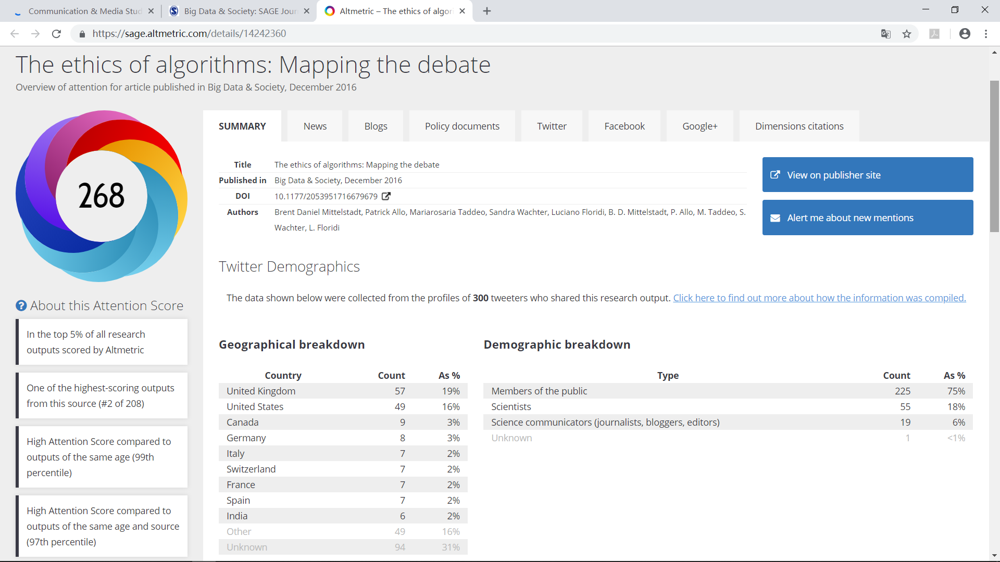 Communication & Media Stud
Big Data & Society: SAGE Jour
Altmetric – The ethics of algor
https://sage.altmetric.com/details/14242360
The ethics of algorithms: Mapping the debate
Overview of attention for article published in Big Data & Society, December 2016
268
SUMMARY News Blogs Policy documents Twitter Facebook Google+ Dimensions citations
Title The ethics of algorithms: Mapping the debate
Published in Big Data & Society, December 2016
DOI 10.1177/2053951716679679
Authors Brent Daniel Mittelstadt, Patrick Allo, Mariarosaria Taddeo, Sandra Wachter, Luciano Floridi, B. D. Mittelstadt, P. Allo, M. Taddeo, S.
Wachter, L. Floridi
View on publisher site
Alert me about new mentions
Twitter Demographics
The data shown below were collected from the profiles of 300 tweeters who shared this research output. Click here to find out more about how the information was compiled.
? About this Attention Score
In the top 5% of all research
outputs scored by Altmetric
One of the highest-scoring outputs
from this source (#2 of 208)
High Attention Score compared to
outputs of the same age (99th
percentile)
High Attention Score compared to
outputs of the same age and source
(97th percentile)
Geographical breakdown
Country Count As %
United Kingdom 57 19%
United States 49 16%
Canada 9 3%
Germany 8 3%
Italy 7 2%
Switzerland 7 2%
France 7 2%
Spain 7 2%
India 6 2%
Other 49 16%
Unknown 94 31%
Demographic breakdown
Type Count As %
Members of the public 225 75%
Scientists 55 18%
Science communicators (journalists, bloggers, editors) 19 6%
Unknown 1 <1%